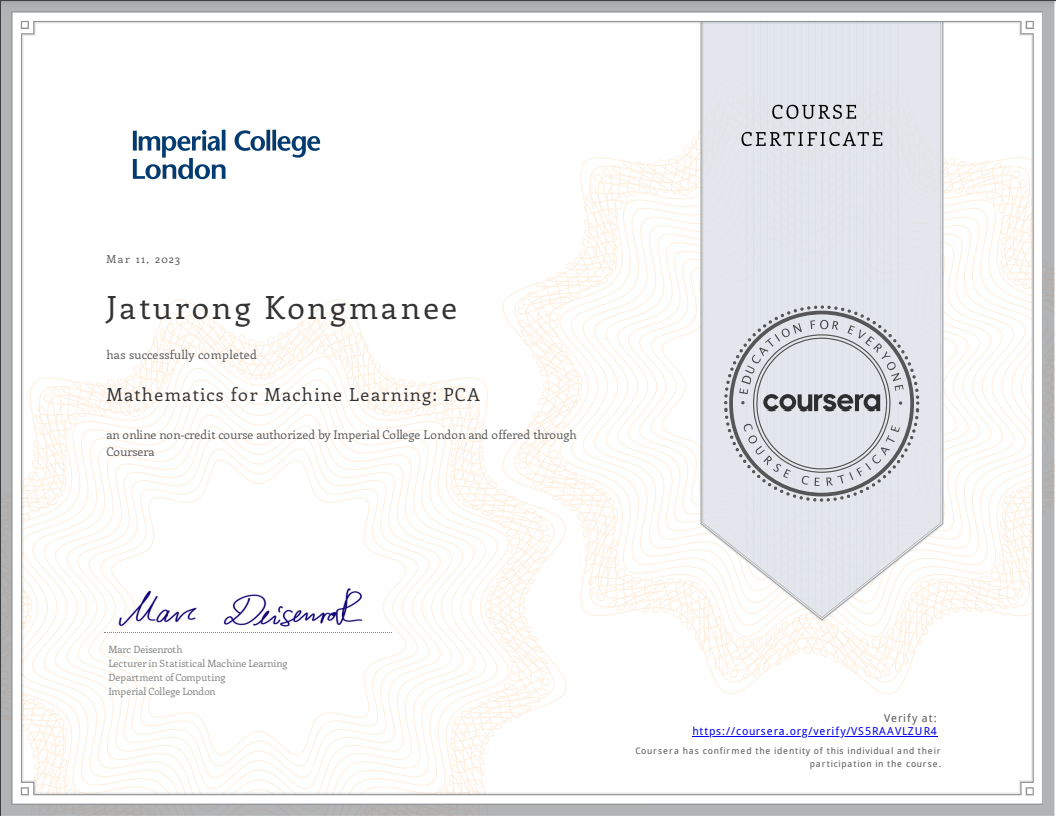 Imperial College
London
COURSE
CERTIFICATE
Mar 11, 2023
Jaturong Kongmanee
has successfully completed
Mathematics for Machine Learning: PCA
an online non-credit course authorized by Imperial College London and offered through
Coursera
EDUCATION FOR EVERYONE
coursera
COURSE CERTIFICATE
Marc Deisenroth
Marc Deisenroth
Lecturer in Statistical Machine Learning
Department of Computing
Imperial College London
Verify at:
https://coursera.org/verify/VS5RAAVLZUR4
Coursera has confirmed the identity of this individual and their
participation in the course.